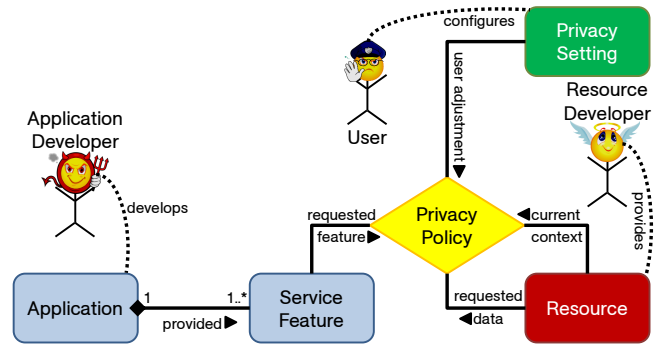 configures
Privacy
Setting
user adjustment
User
Resource
Developer
Application
Developer
develops
provides
requested
feature
Privacy
Policy
current
context
Application
1
1..*
provided
Service
Feature
requested
data
Resource